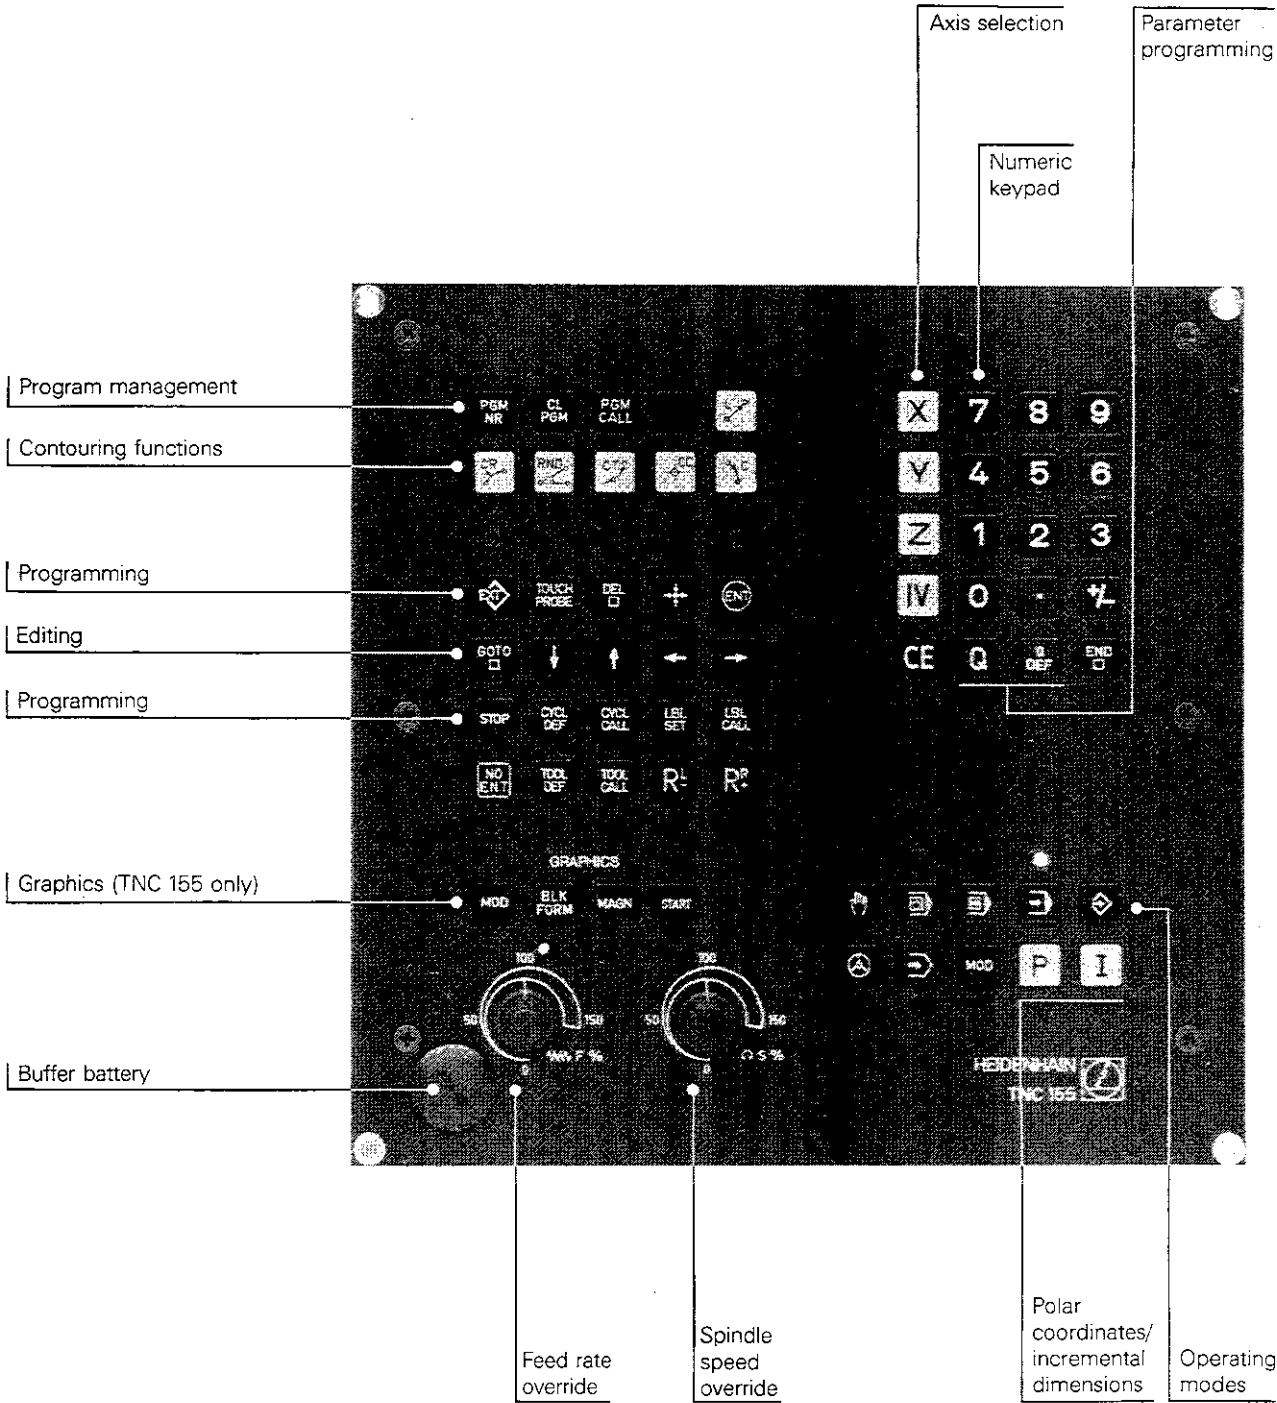 Axis selection
Parameter
programming
Numeric
keypad
Program management
PGM
NR
CL
PGM
PGM
CALL
X
7
8
9
Contouring functions
CR
RND
CC
C
Y
4
5
6
Z
1
2
3
Programming
EXT
TOUCH
PROBE
DEL
ENT
IV
0
.
+/-
Editing
GOTO
CE
Q
Q
DEF
END
Programming
STOP
CYCL
DEF
CYCL
CALL
LBL
SET
LBL
CALL
NO
ENT
TOOL
DEF
TOOL
CALL
R L -
R R +
GRAPHICS
Graphics (TNC 155 only)
MOD
BLK
FORM
MAGN
START
MOD
P
I
100
50
150
0
F %
100
50
150
0
S %
Buffer battery
HEIDENHAIN
TNC 155
Feed rate
override
Spindle
speed
override
Polar
coordinates/
incremental
dimensions
Operating
modes